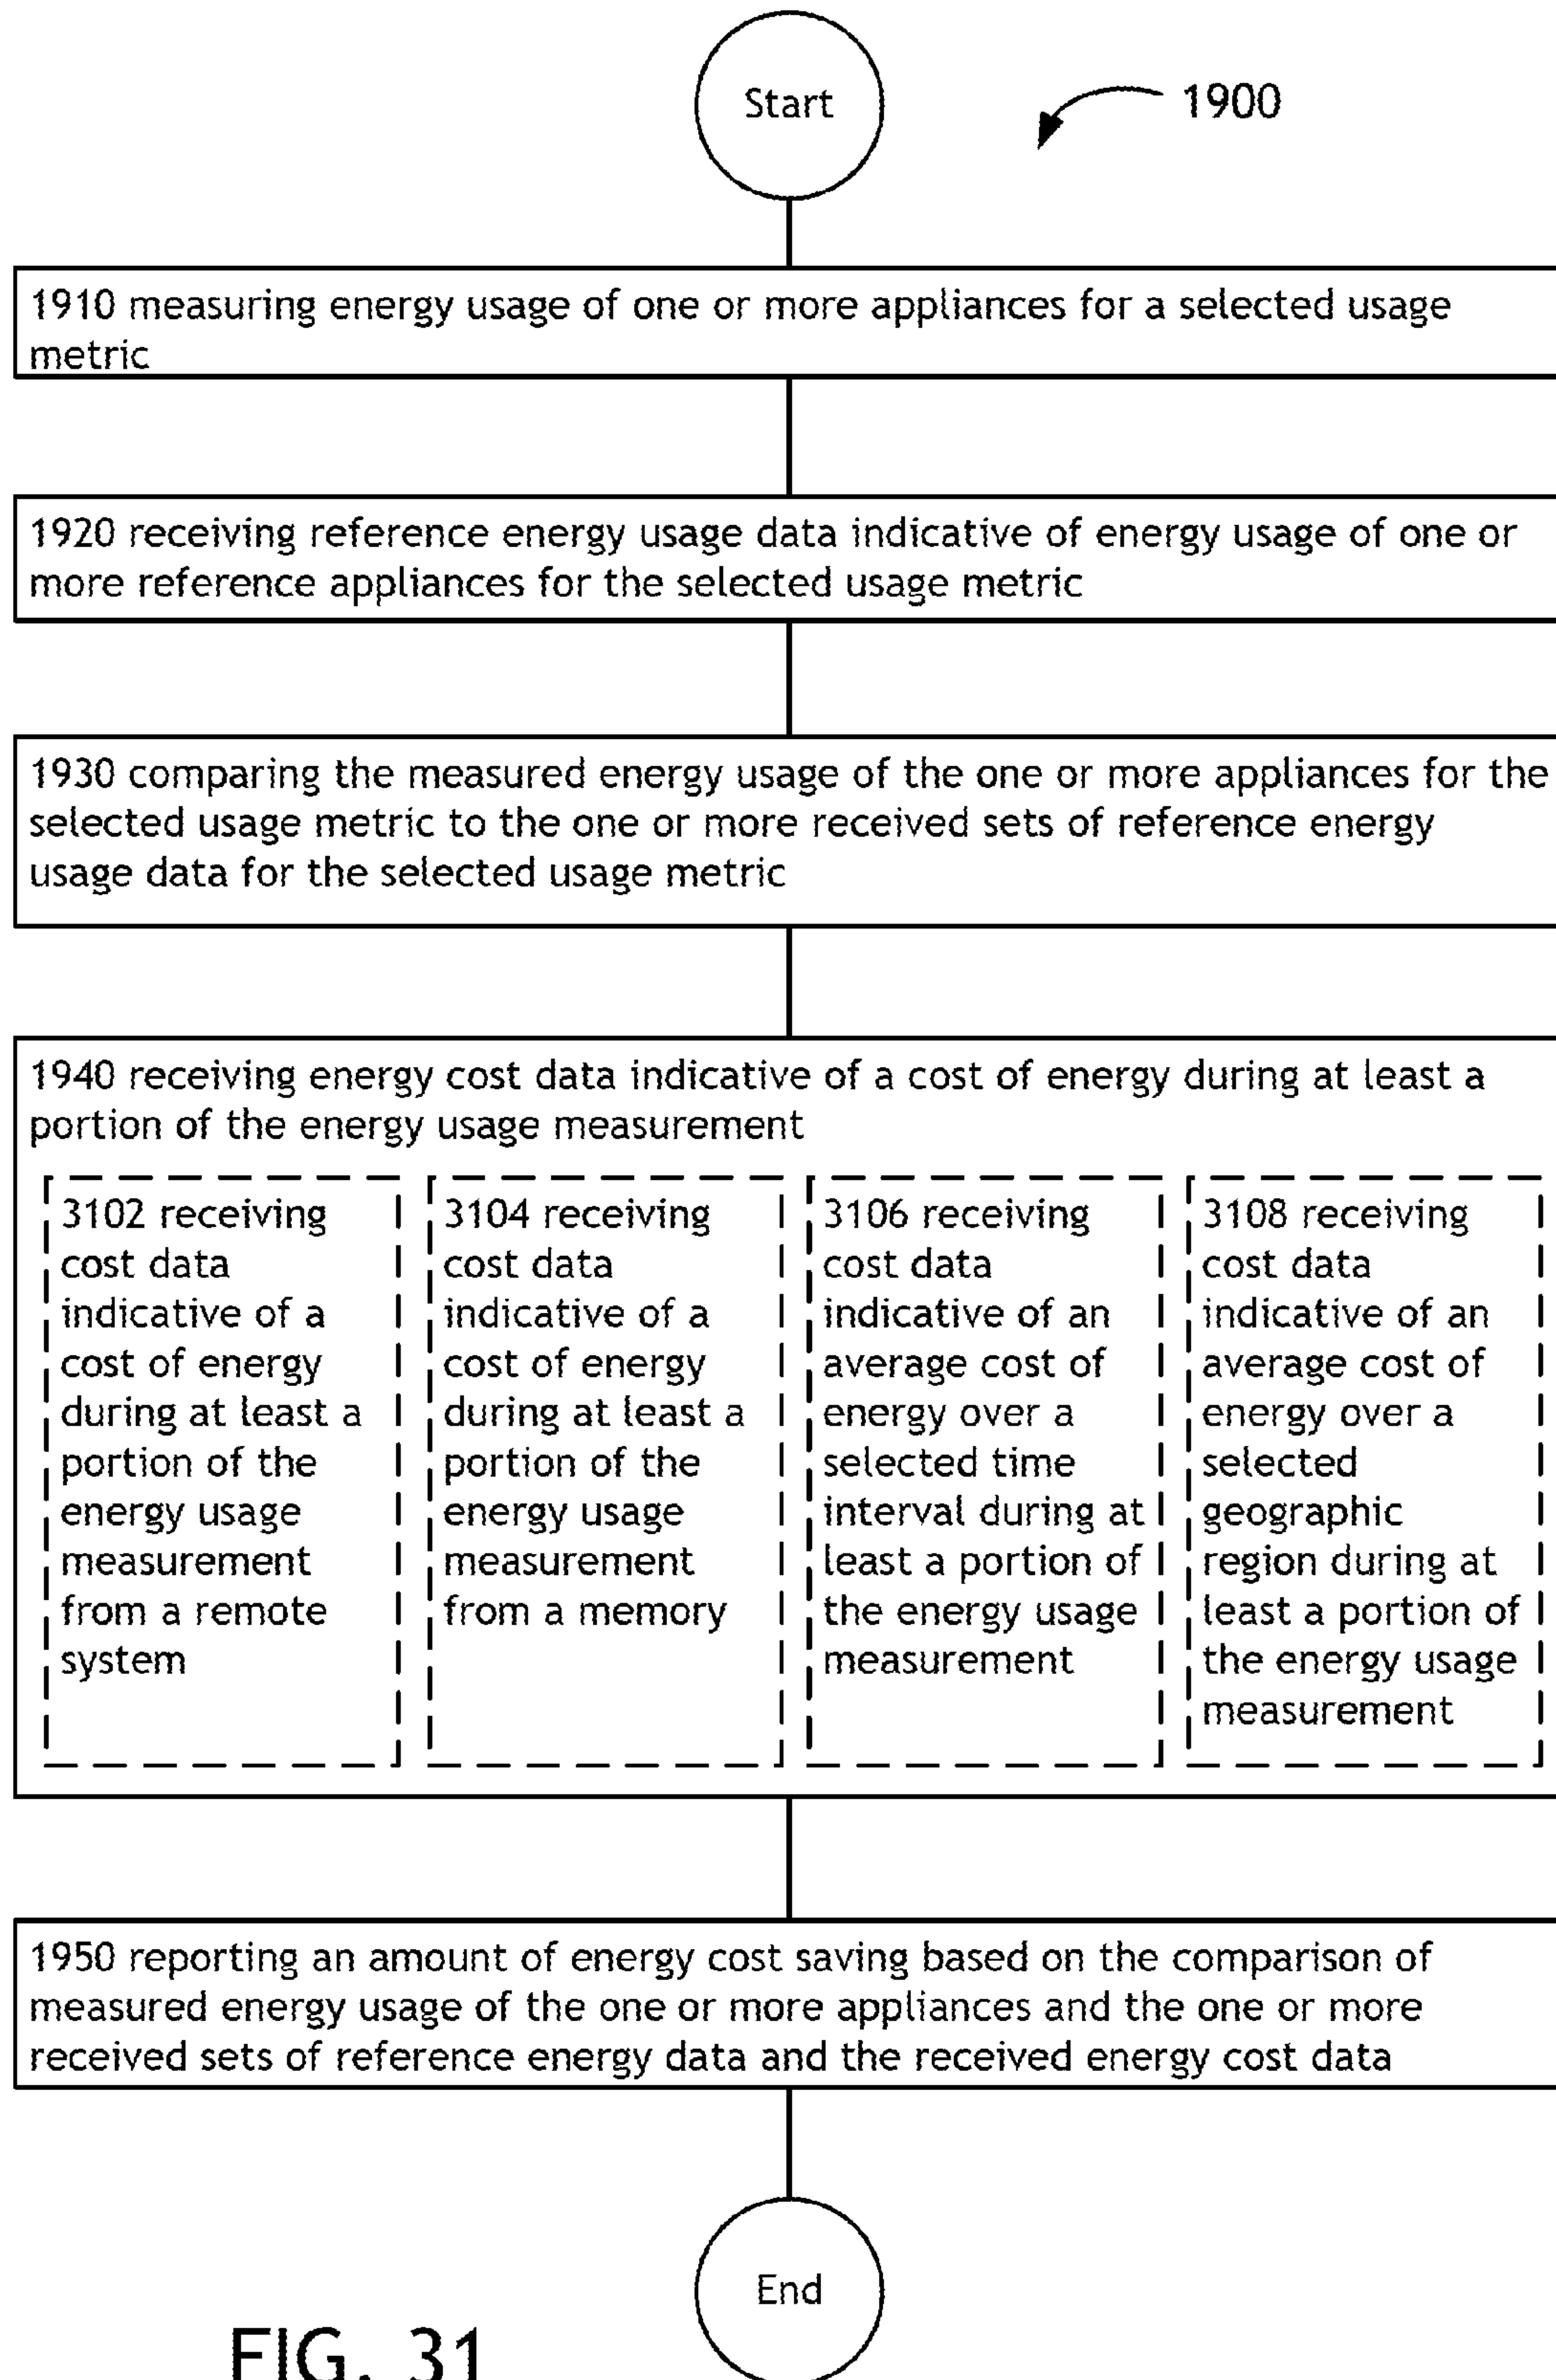 Start
1900
1910 measuring energy usage of one or more appliances for a selected usage
metric
1920 receiving reference energy usage data indicative of energy usage of one or
more reference appliances for the selected usage metric
1930 comparing the measured energy usage of the one or more appliances for the
selected usage metric to the one or more received sets of reference energy
usage data for the selected usage metric
1940 receiving energy cost data indicative of a cost of energy during at least a
portion of the energy usage measurement
3102 receiving
cost data
indicative of a
cost of energy
during at least a
portion of the
energy usage
measurement
from a remote
system
3104 receiving
cost data
indicative of a
cost of energy
during at least a
portion of the
energy usage
measurement
from a memory
3106 receiving
cost data
indicative of an
average cost of
energy over a
selected time
interval during at
least a portion of
the energy usage
measurement
3108 receiving
cost data
indicative of an
average cost of
energy over a
selected
geographic
region during at
least a portion of
the energy usage
measurement
1950 reporting an amount of energy cost saving based on the comparison of
measured energy usage of the one or more appliances and the one or more
received sets of reference energy data and the received energy cost data
End
FIG. 31